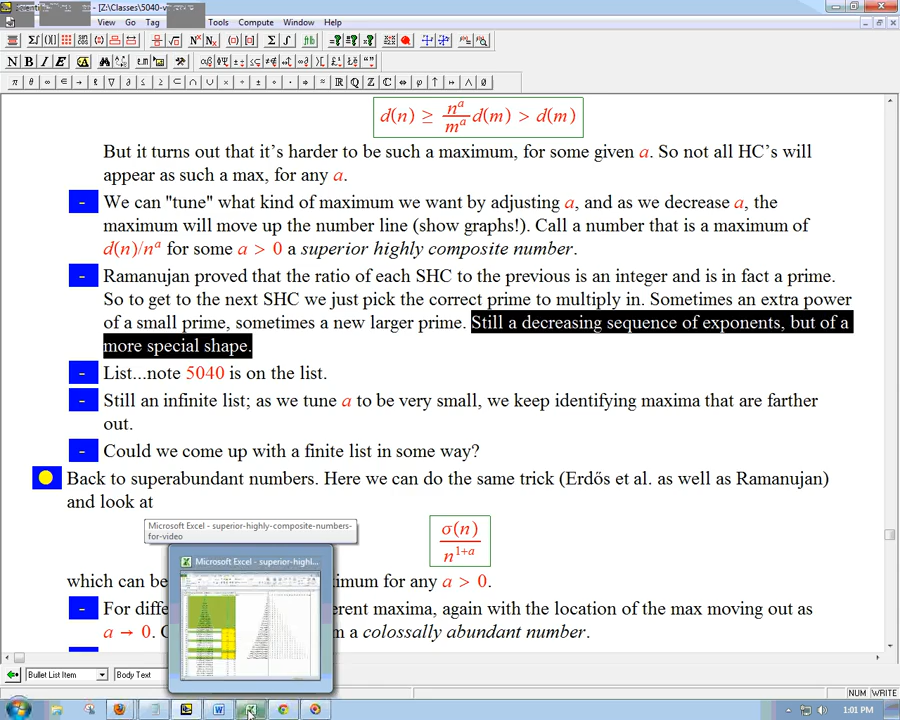 [Z:\Classes\5040-v
View Go Tag Tools Compute Window Help
N B I E
π θ ∞ ∈ → ℓ ∇ ∂ ≤ ≥ ⊂ ∩ ∪ × ÷ ± ÷ · ∘ ≈ ℝ ℚ ℤ ℂ ⇔ φ ↑ ↦ ∧ ∅
d(n) ≥ n^a/m^a d(m) > d(m)
But it turns out that it's harder to be such a maximum, for some given a. So not all HC's will
appear as such a max, for any a.
- We can "tune" what kind of maximum we want by adjusting a, and as we decrease a, the
maximum will move up the number line (show graphs!). Call a number that is a maximum of
d(n)/n^a for some a > 0 a superior highly composite number.
- Ramanujan proved that the ratio of each SHC to the previous is an integer and is in fact a prime.
So to get to the next SHC we just pick the correct prime to multiply in. Sometimes an extra power
of a small prime, sometimes a new larger prime. Still a decreasing sequence of exponents, but of a
more special shape.
- List...note 5040 is on the list.
- Still an infinite list; as we tune a to be very small, we keep identifying maxima that are farther
out.
- Could we come up with a finite list in some way?
Back to superabundant numbers. Here we can do the same trick (Erdős et al. as well as Ramanujan)
and look at
σ(n)/n^{1+a}
Microsoft Excel - superior-highly-composite-numbers-
for-video
Microsoft Excel - superior-highl...
which can be imum for any a > 0.
- For diffe erent maxima, again with the location of the max moving out as
a → 0. m a colossally abundant number.
Bullet List Item Body Text NUM WRITE
1:01 PM